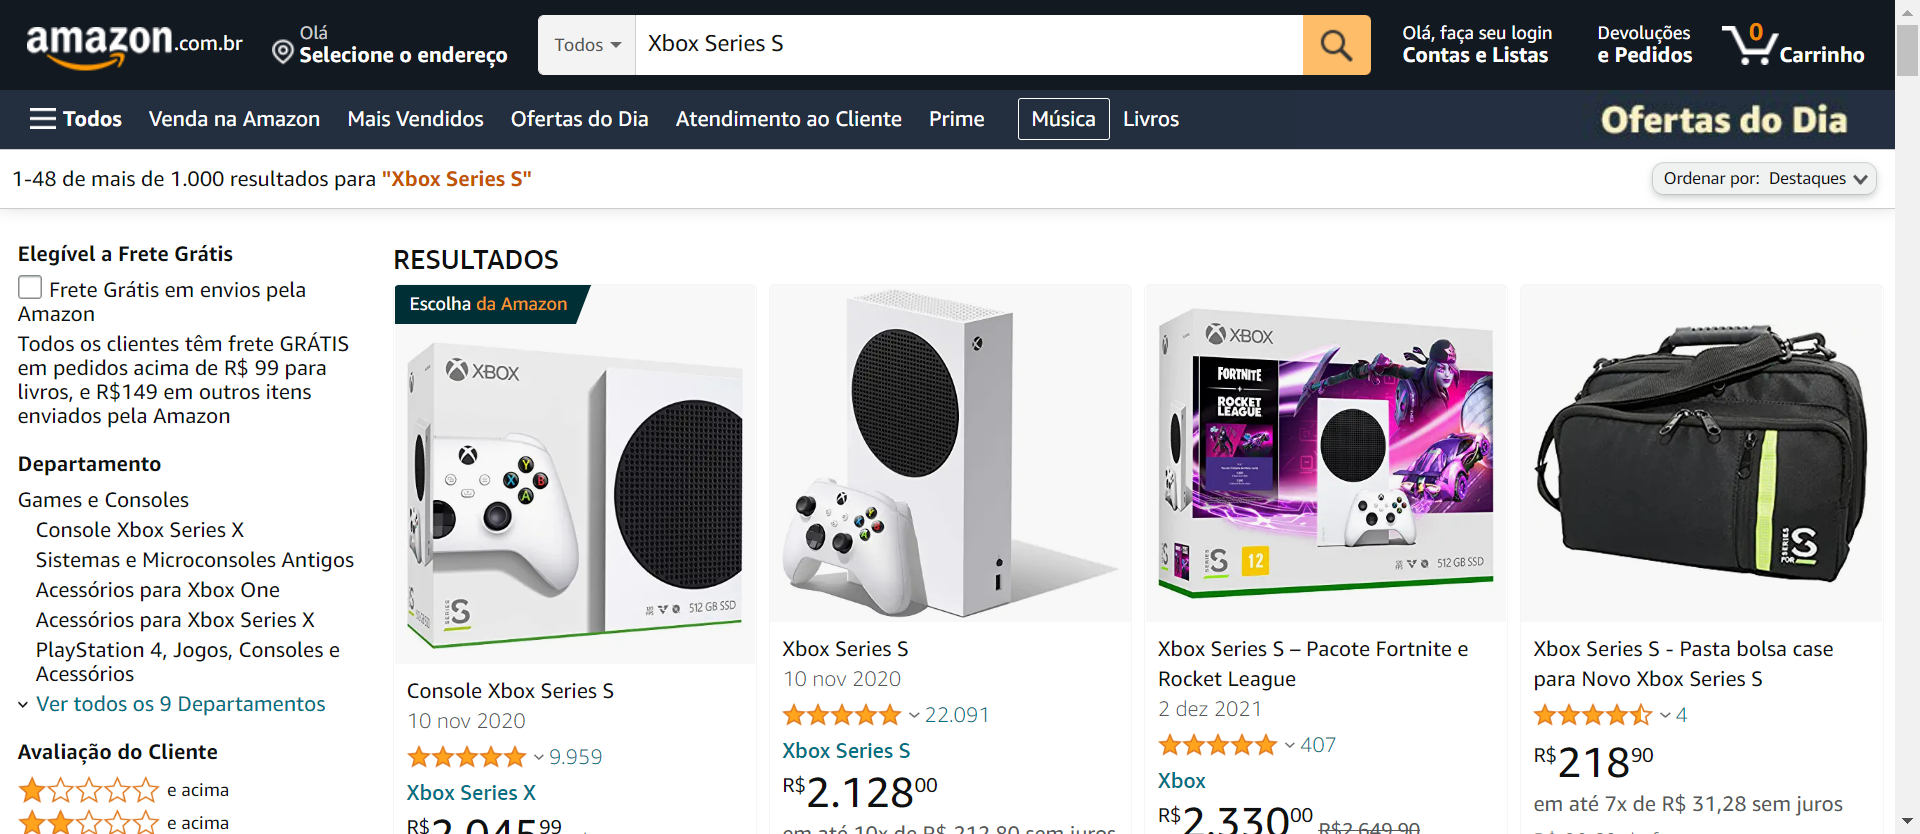 amazon.com.br
Olá
Selecione o endereço
Todos
Xbox Series S
Olá, faça seu login
Contas e Listas
Devoluções
e Pedidos
0
Carrinho
Todos
Venda na Amazon
Mais Vendidos
Ofertas do Dia
Atendimento ao Cliente
Prime
Música
Livros
Ofertas do Dia
1-48 de mais de 1.000 resultados para "Xbox Series S"
Ordenar por: Destaques
Elegível a Frete Grátis
Frete Grátis em envios pela
Amazon
Todos os clientes têm frete GRÁTIS
em pedidos acima de R$ 99 para
livros, e R$149 em outros itens
enviados pela Amazon
Departamento
Games e Consoles
Console Xbox Series X
Sistemas e Microconsoles Antigos
Acessórios para Xbox One
Acessórios para Xbox Series X
PlayStation 4, Jogos, Consoles e
Acessórios
Ver todos os 9 Departamentos
Avaliação do Cliente
e acima
e acima
RESULTADOS
Escolha da Amazon
XBOX
Y
X
B
A
SERIES
S
512 GB SSD
Console Xbox Series S
10 nov 2020
9.959
Xbox Series X
R$2.04599
Xbox Series S
10 nov 2020
22.091
Xbox Series S
R$2.12800
em até 10x de R$ 212,80 sem juros
XBOX
FORTNITE
+
ROCKET
LEAGUE
SERIES
S
12
512 GB SSD
Xbox Series S – Pacote Fortnite e
Rocket League
2 dez 2021
407
Xbox
R$2.33000 R$2.649,90
FOR
SERIES
S
Xbox Series S - Pasta bolsa case
para Novo Xbox Series S
4
R$21890
em até 7x de R$ 31,28 sem juros